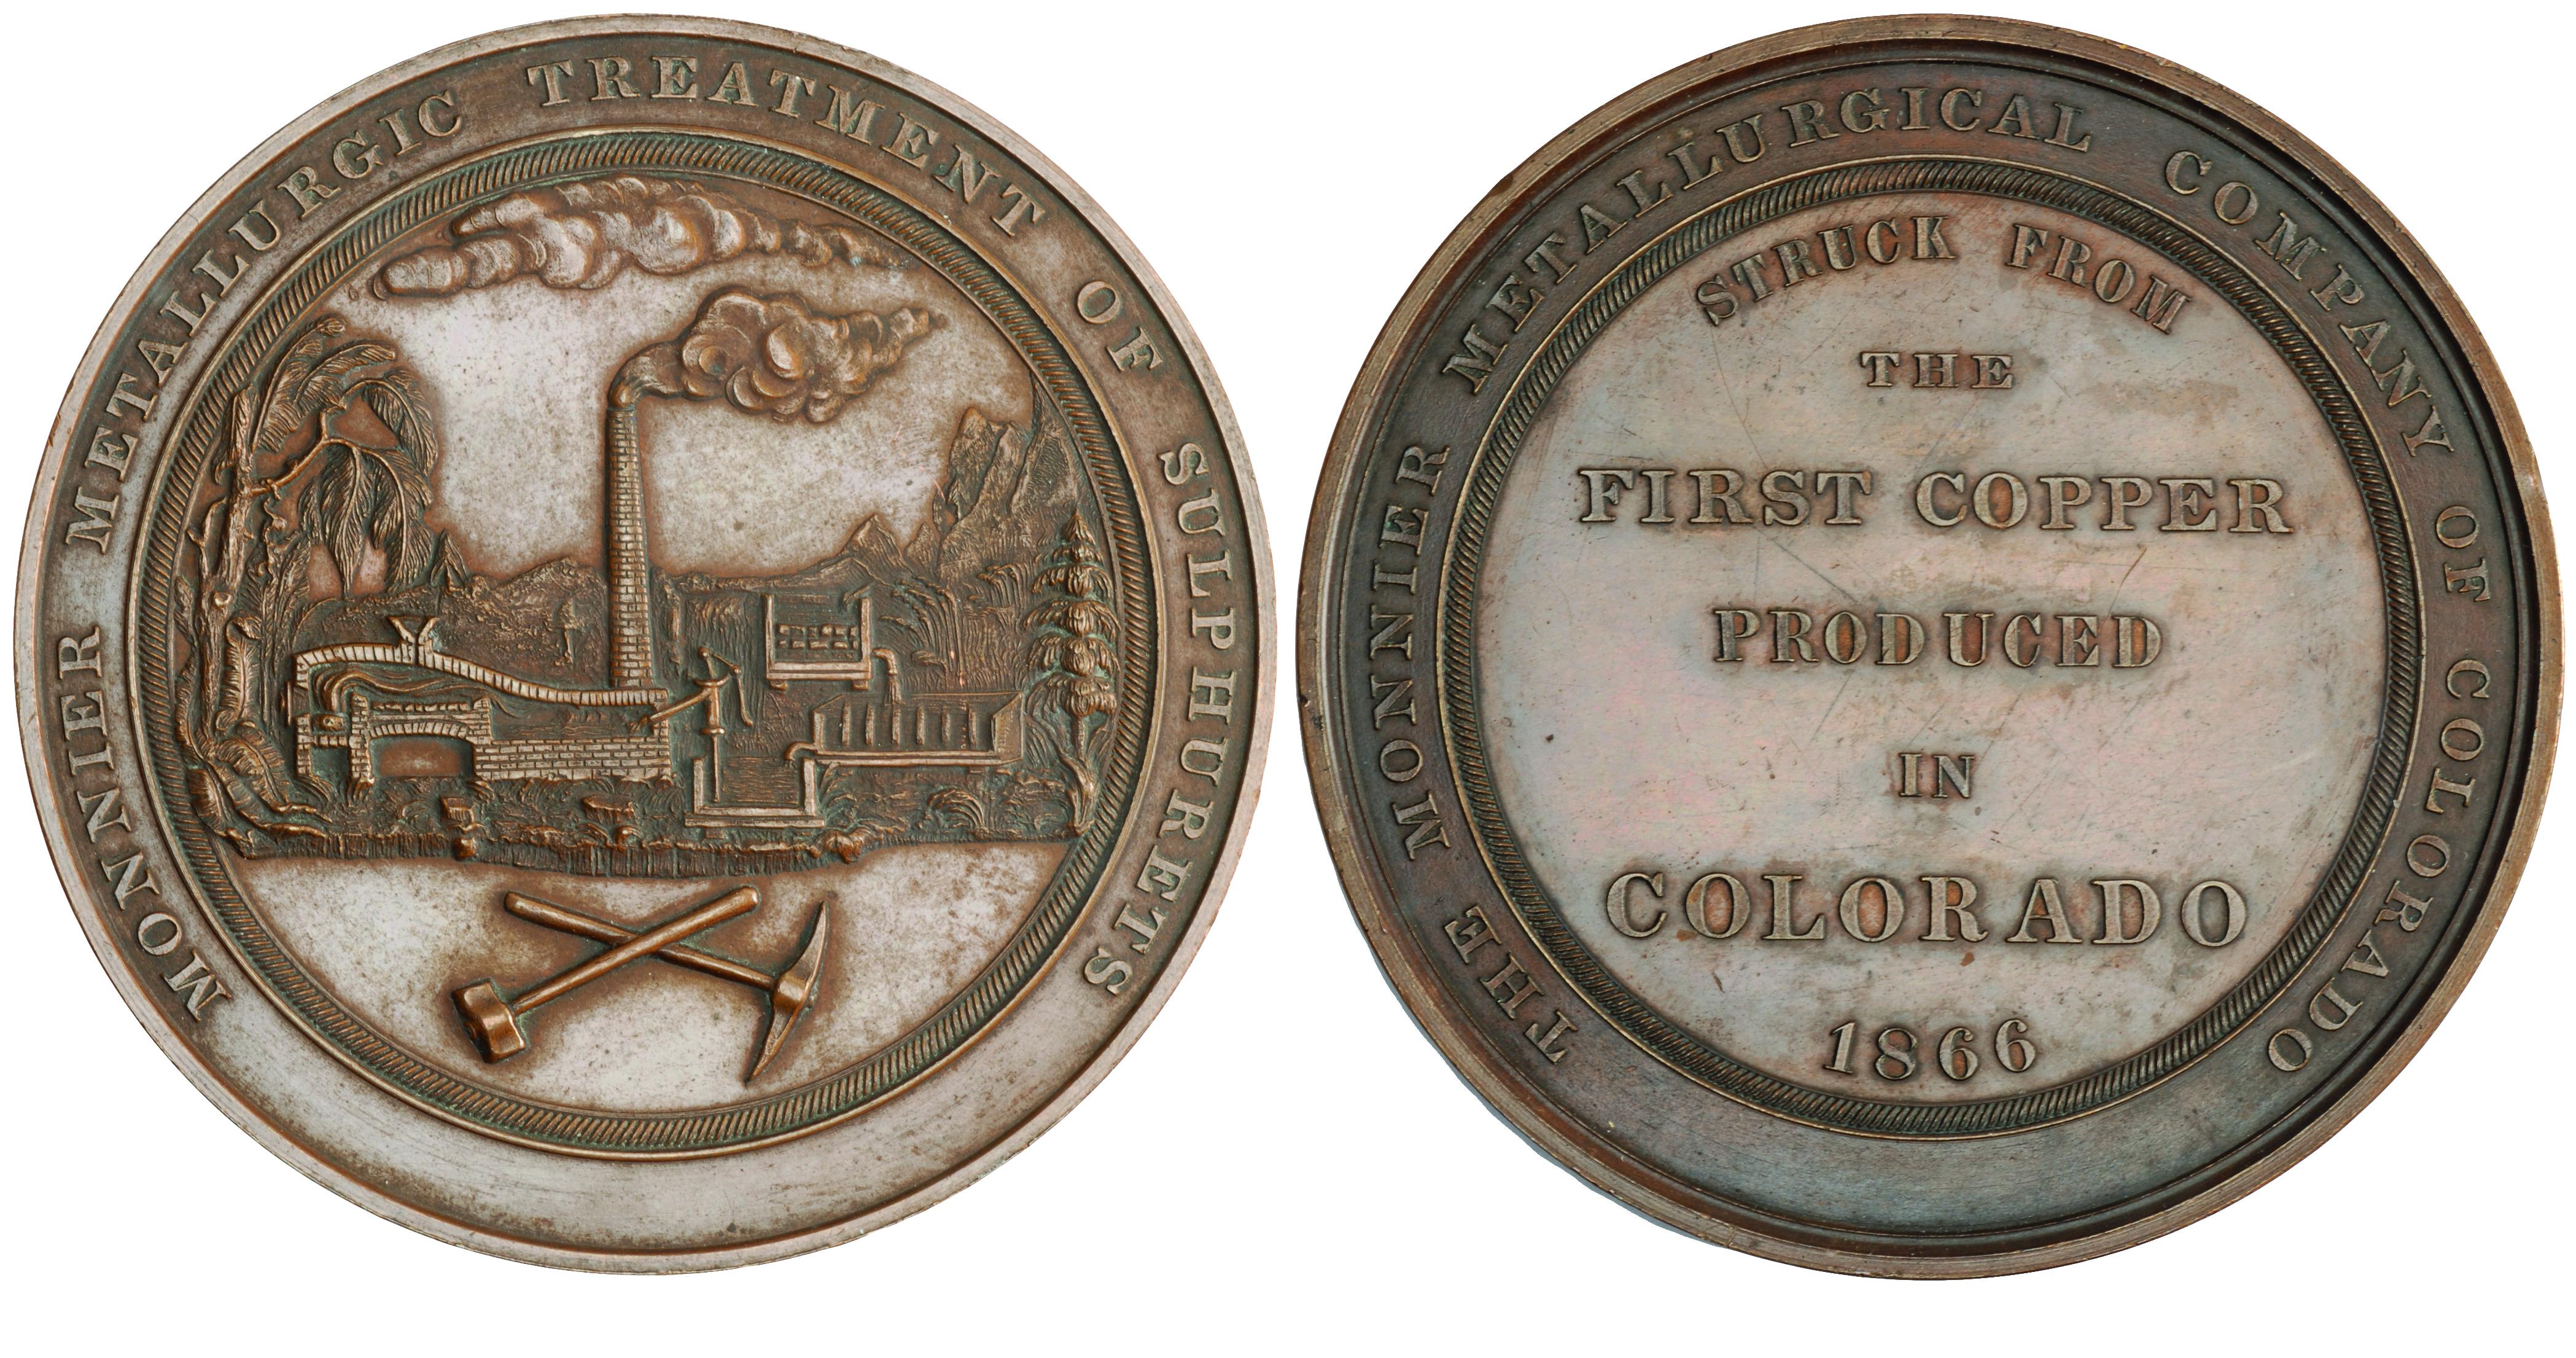 MONNIER METALLURGIC TREATMENT OF SULPHURETS
THE MONNIER METALLURGICAL COMPANY OF COLORADO
STRUCK FROM
THE
FIRST COPPER
PRODUCED
IN
COLORADO
1866